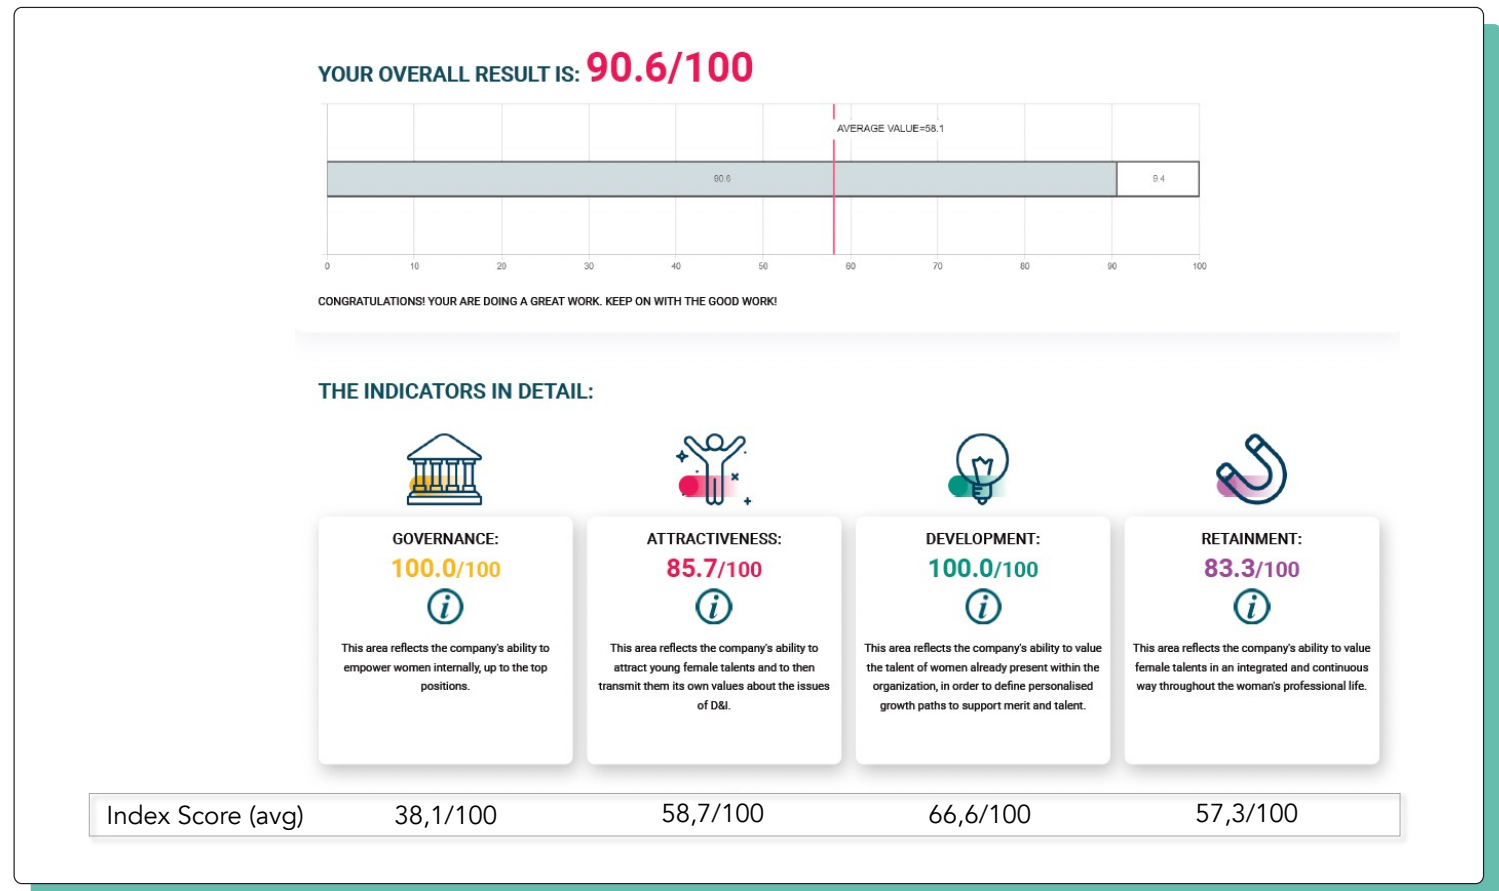 YOUR OVERALL RESULT IS: 90.6/100
AVERAGE VALUE=58.1
90.6
9.4
0 10 20 30 40 50 60 70 80 90 100
CONGRATULATIONS! YOUR ARE DOING A GREAT WORK. KEEP ON WITH THE GOOD WORK!
THE INDICATORS IN DETAIL:
GOVERNANCE:
100.0/100
i
This area reflects the company's ability to
empower women internally, up to the top
positions.
ATTRACTIVENESS:
85.7/100
i
This area reflects the company's ability to
attract young female talents and to then
transmit them its own values about the issues
of D&I.
DEVELOPMENT:
100.0/100
i
This area reflects the company's ability to value
the talent of women already present within the
organization, in order to define personalised
growth paths to support merit and talent.
RETAINMENT:
83.3/100
i
This area reflects the company's ability to value
female talents in an integrated and continuous
way throughout the woman's professional life.
Index Score (avg) 38,1/100 58,7/100 66,6/100 57,3/100